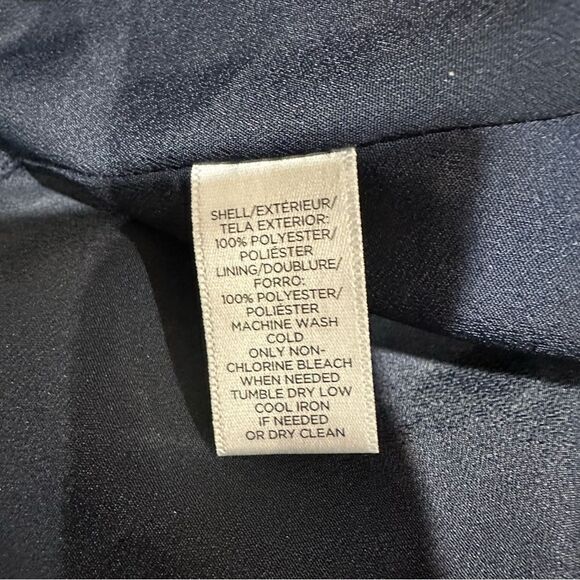 SHELL/EXTÉRIEUR/
TELA EXTERIOR:
100% POLYESTER/
POLIÉSTER
LINING/DOUBLURE/
FORRO:
100% POLYESTER/
POLIÉSTER
MACHINE WASH
COLD
ONLY NON-
CHLORINE BLEACH
WHEN NEEDED
TUMBLE DRY LOW
COOL IRON
IF NEEDED
OR DRY CLEAN